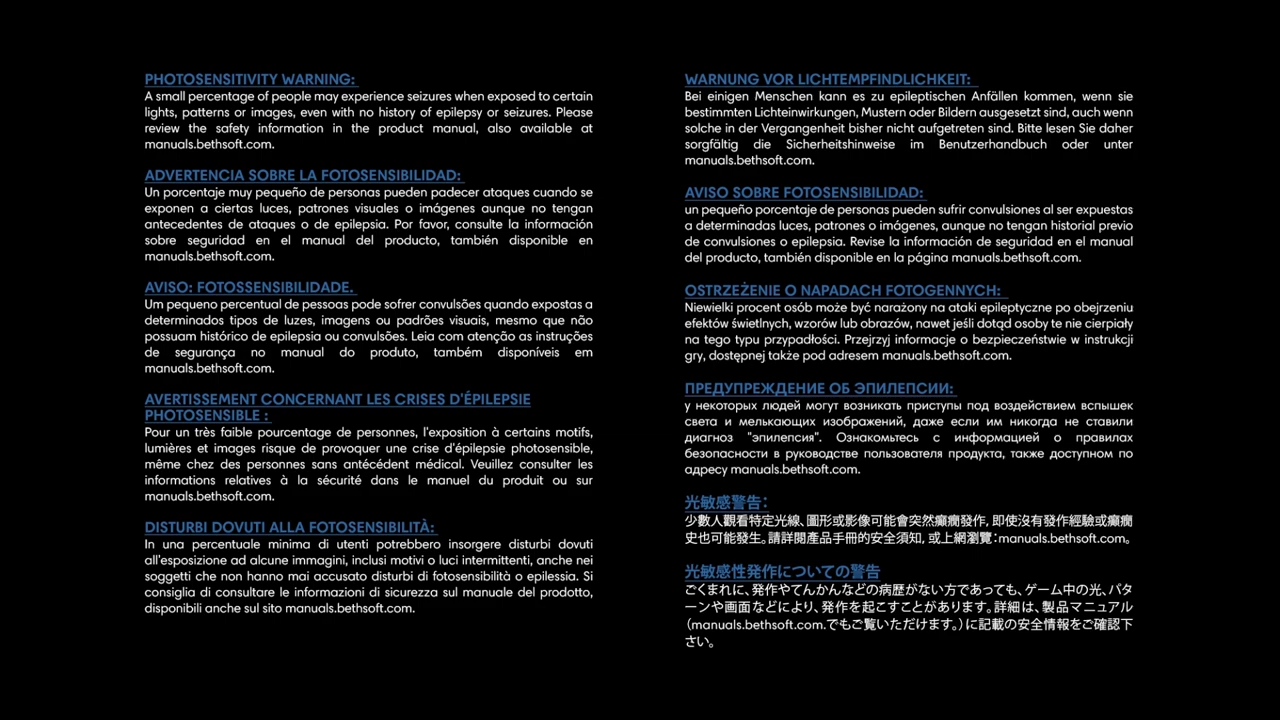 PHOTOSENSITIVITY WARNING:
A small percentage of people may experience seizures when exposed to certain
lights, patterns or images, even with no history of epilepsy or seizures. Please
review the safety information in the product manual, also available at
manuals.bethsoft.com.
ADVERTENCIA SOBRE LA FOTOSENSIBILIDAD:
Un porcentaje muy pequeño de personas pueden padecer ataques cuando se
exponen a ciertas luces, patrones visuales o imágenes aunque no tengan
antecedentes de ataques o de epilepsia. Por favor, consulte la información
sobre seguridad en el manual del producto, también disponible en
manuals.bethsoft.com.
AVISO: FOTOSSENSIBILIDADE.
Um pequeno percentual de pessoas pode sofrer convulsões quando expostas a
determinados tipos de luzes, imagens ou padrões visuais, mesmo que não
possuam histórico de epilepsia ou convulsões. Leia com atenção as instruções
de segurança no manual do produto, também disponíveis em
manuals.bethsoft.com.
AVERTISSEMENT CONCERNANT LES CRISES D'ÉPILEPSIE
PHOTOSENSIBLE :
Pour un très faible pourcentage de personnes, l'exposition à certains motifs,
lumières et images risque de provoquer une crise d'épilepsie photosensible,
même chez des personnes sans antécédent médical. Veuillez consulter les
informations relatives à la sécurité dans le manuel du produit ou sur
manuals.bethsoft.com.
DISTURBI DOVUTI ALLA FOTOSENSIBILITÀ:
In una percentuale minima di utenti potrebbero insorgere disturbi dovuti
all'esposizione ad alcune immagini, inclusi motivi o luci intermittenti, anche nei
soggetti che non hanno mai accusato disturbi di fotosensibilità o epilessia. Si
consiglia di consultare le informazioni di sicurezza sul manuale del prodotto,
disponibili anche sul sito manuals.bethsoft.com.
WARNUNG VOR LICHTEMPFINDLICHKEIT:
Bei einigen Menschen kann es zu epileptischen Anfällen kommen, wenn sie
bestimmten Lichteinwirkungen, Mustern oder Bildern ausgesetzt sind, auch wenn
solche in der Vergangenheit bisher nicht aufgetreten sind. Bitte lesen Sie daher
sorgfältig die Sicherheitshinweise im Benutzerhandbuch oder unter
manuals.bethsoft.com.
AVISO SOBRE FOTOSENSIBILIDAD:
un pequeño porcentaje de personas pueden sufrir convulsiones al ser expuestas
a determinadas luces, patrones o imágenes, aunque no tengan historial previo
de convulsiones o epilepsia. Revise la información de seguridad en el manual
del producto, también disponible en la página manuals.bethsoft.com.
OSTRZEŻENIE O NAPADACH FOTOGENNYCH:
Niewielki procent osób może być narażony na ataki epileptyczne po obejrzeniu
efektów świetlnych, wzorów lub obrazów, nawet jeśli dotąd osoby te nie cierpiały
na tego typu przypadłości. Przejrzyj informacje o bezpieczeństwie w instrukcji
gry, dostępnej także pod adresem manuals.bethsoft.com.
ПРЕДУПРЕЖДЕНИЕ ОБ ЭПИЛЕПСИИ:
у некоторых людей могут возникать приступы под воздействием вспышек
света и мелькающих изображений, даже если им никогда не ставили
диагноз "эпилепсия". Ознакомьтесь с информацией о правилах
безопасности в руководстве пользователя продукта, также доступном по
адресу manuals.bethsoft.com.
光敏感警告：
少數人觀看特定光線、圖形或影像可能會突然癲癇發作，即使沒有發作經驗或癲癇
史也可能發生。請詳閱產品手冊的安全須知，或上網瀏覽：manuals.bethsoft.com。
光敏感性発作についての警告
ごくまれに、発作やてんかんなどの病歴がない方であっても、ゲーム中の光、パタ
ーンや画面などにより、発作を起こすことがあります。詳細は、製品マニュアル
（manuals.bethsoft.com.でもご覧いただけます。）に記載の安全情報をご確認下
さい。